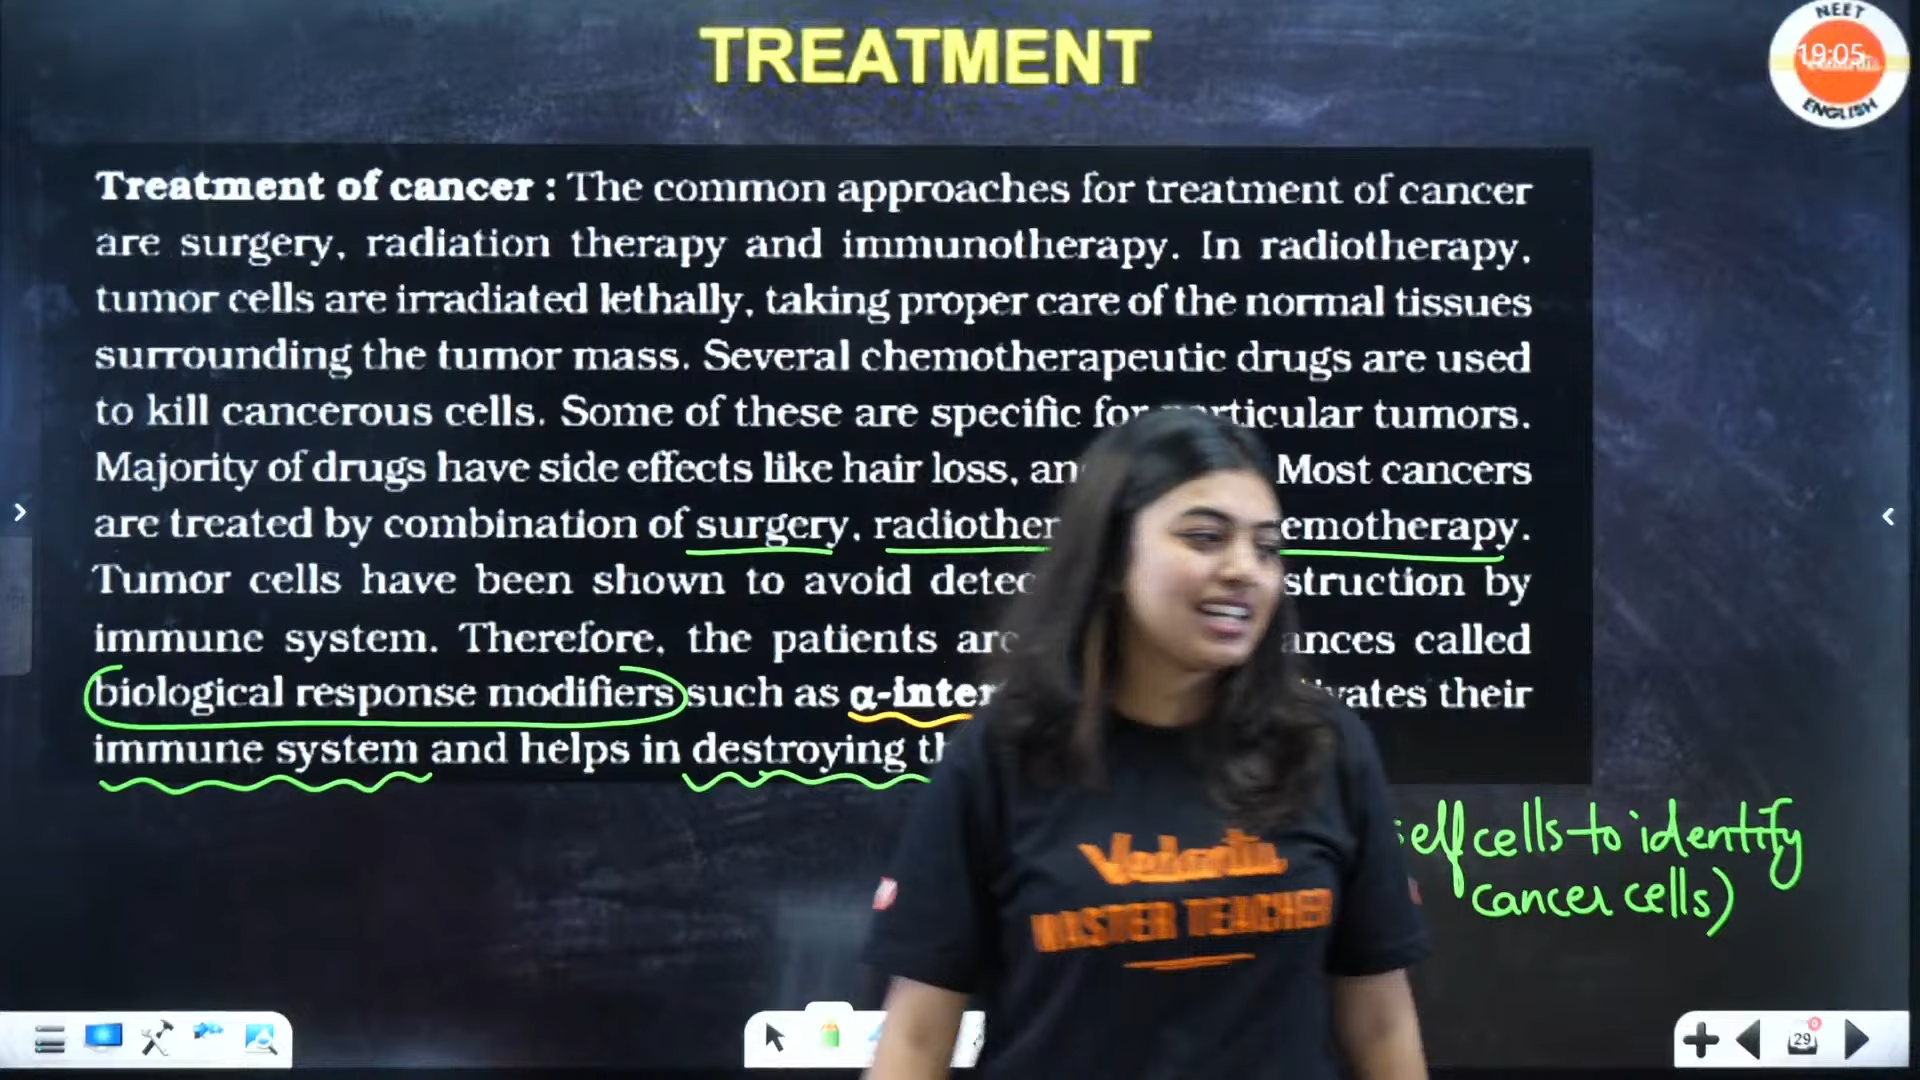 TREATMENT
NEET
19:05
ENGLISH
Treatment of cancer : The common approaches for treatment of cancer
are surgery, radiation therapy and immunotherapy. In radiotherapy,
tumor cells are irradiated lethally, taking proper care of the normal tissues
surrounding the tumor mass. Several chemotherapeutic drugs are used
to kill cancerous cells. Some of these are specific for tumors.
Majority of drugs have side effects like hair loss, Most cancers
are treated by combination of surgery, radiother emotherapy.
Tumor cells have been shown to avoid detec struction by
immune system. Therefore, the patients are ances called
biological response modifiers such as α-inter vates their
immune system and helps in destroying th
self cells to identify
cancer cells)
Vedantu
MASTER TEACHER
29